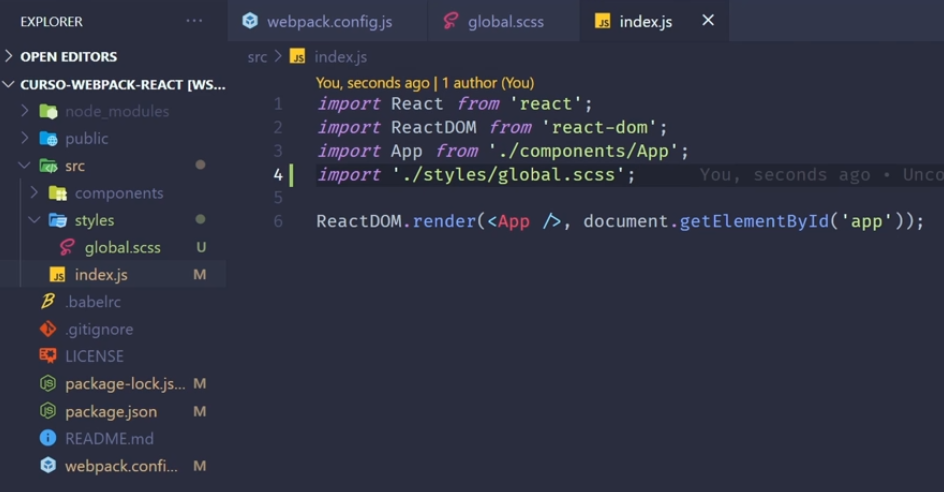 EXPLORER ...
OPEN EDITORS
CURSO-WEBPACK-REACT [WS...
node_modules
public
src
components
styles
global.scss U
index.js M
.babelrc
.gitignore
LICENSE
package-lock.js... M
package.json M
README.md
webpack.confi... M
webpack.config.js global.scss JS index.js
src > JS index.js
You, seconds ago | 1 author (You)
1 import React from 'react';
2 import ReactDOM from 'react-dom';
3 import App from './components/App';
4 import './styles/global.scss'; You, seconds ago • Unco
5
6 ReactDOM.render(<App />, document.getElementById('app'));